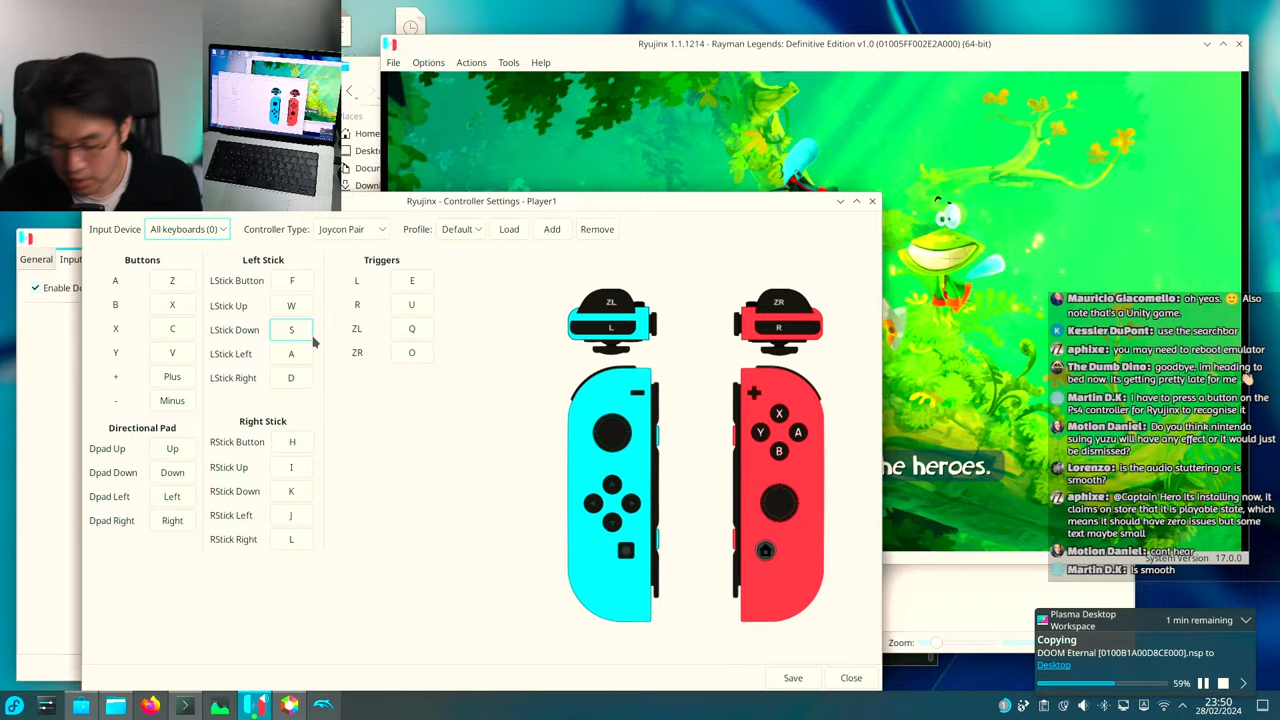 Ryujinx 1.1.1214 - Rayman Legends: Definitive Edition v1.0 (01005FF002E2A000) (64-bit)
File Options Actions Tools Help
Home
Deskt
Docur
Downl
Ryujinx - Controller Settings - Player1
Input Device All keyboards (0) Controller Type: Joycon Pair Profile: Default Load Add Remove
General Input
Enable Do
Buttons
A Z
B X
X C
Y V
+ Plus
- Minus
Directional Pad
Dpad Up Up
Dpad Down Down
Dpad Left Left
Dpad Right Right
Left Stick
LStick Button F
LStick Up W
LStick Down S
LStick Left A
LStick Right D
Right Stick
RStick Button H
RStick Up I
RStick Down K
RStick Left J
RStick Right L
Triggers
L E
R U
ZL Q
ZR O
ZL
L
ZR
R
X
Y A
B
Save Close
he heroes.
Mauricio Giacomello: oh yeas. 🙂 Also
note that's a Unity game.
K Kessler DuPont: use the searchbar
aphixe: you may need to reboot emulator
The Dumb Dino: goodbye, im heading to
bed now, its getting pretty late for me 👋🏻
Martin D.K: I have to press a button on the
Ps4 controller for Ryujinx to recognise it
Motion Daniel: Do you think nintendo
suing yuzu will have any effect or it would just
be dismissed?
Lorenzo: is the audio stuttering or is
smooth?
aphixe: @Captain Hero its installing now, it
claims on store that it is playable state, which
means it should have zero issues but some
text maybe small
Motion Daniel: cant hear
Martin D.K: Is smooth
System Version 17.0.0
Zoom:
Plasma Desktop
Workspace
1 min remaining
Copying
DOOM Eternal [0100B1A00D8CE000].nsp to
Desktop
59%
23:50
28/02/2024